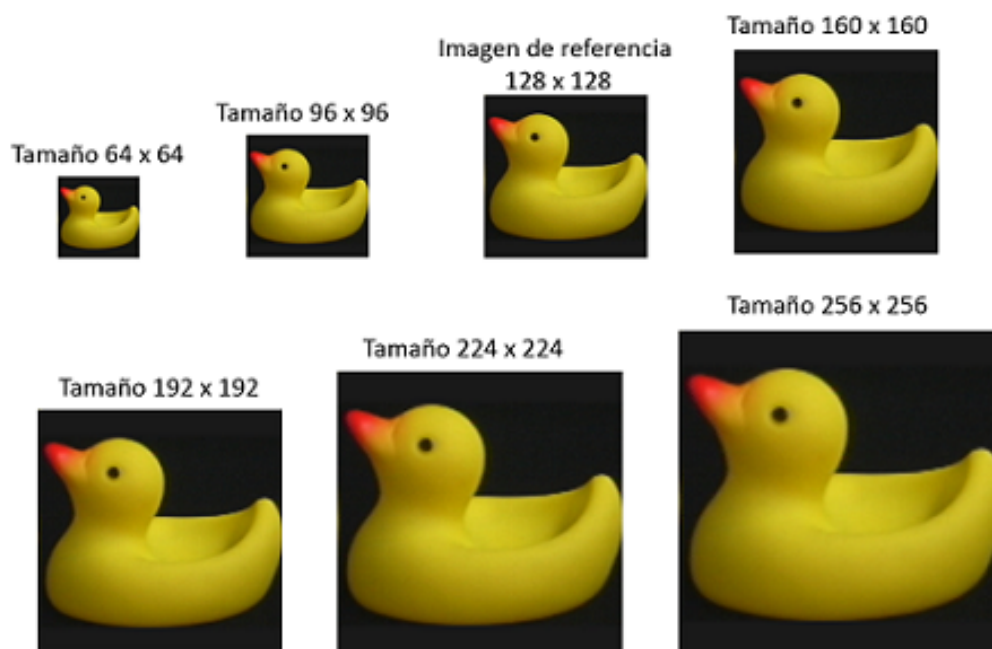 Tamaño 64 x 64
Tamaño 96 x 96
Imagen de referencia
128 x 128
Tamaño 160 x 160
Tamaño 192 x 192
Tamaño 224 x 224
Tamaño 256 x 256